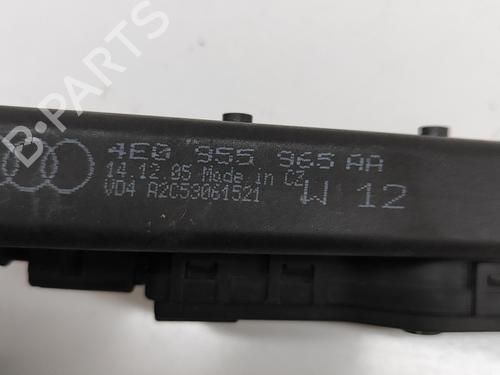 B-PARTS
4E0 955 965 AA
14.12.05 Made in CZ
VD4 A2C53061521
W 12